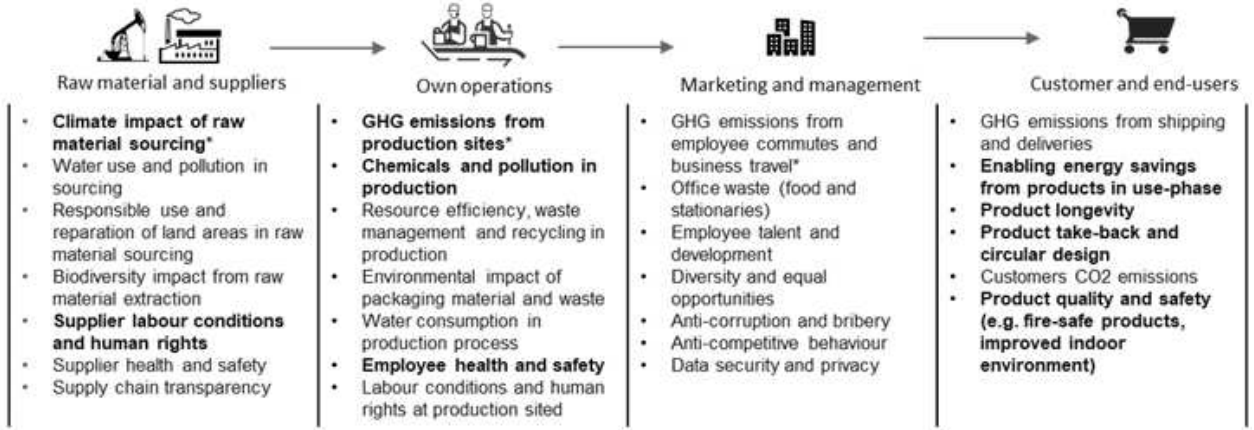 Raw material and suppliers
Own operations
Marketing and management
Customer and end-users
• Climate impact of raw
material sourcing*
• Water use and pollution in
sourcing
• Responsible use and
reparation of land areas in raw
material sourcing
• Biodiversity impact from raw
material extraction
• Supplier labour conditions
and human rights
• Supplier health and safety
• Supply chain transparency
• GHG emissions from
production sites*
• Chemicals and pollution in
production
• Resource efficiency, waste
management and recycling in
production
• Environmental impact of
packaging material and waste
• Water consumption in
production process
• Employee health and safety
• Labour conditions and human
rights at production sited
• GHG emissions from
employee commutes and
business travel*
• Office waste (food and
stationaries)
• Employee talent and
development
• Diversity and equal
opportunities
• Anti-corruption and bribery
• Anti-competitive behaviour
• Data security and privacy
• GHG emissions from shipping
and deliveries
• Enabling energy savings
from products in use-phase
• Product longevity
• Product take-back and
circular design
• Customers CO2 emissions
• Product quality and safety
(e.g. fire-safe products,
improved indoor
environment)